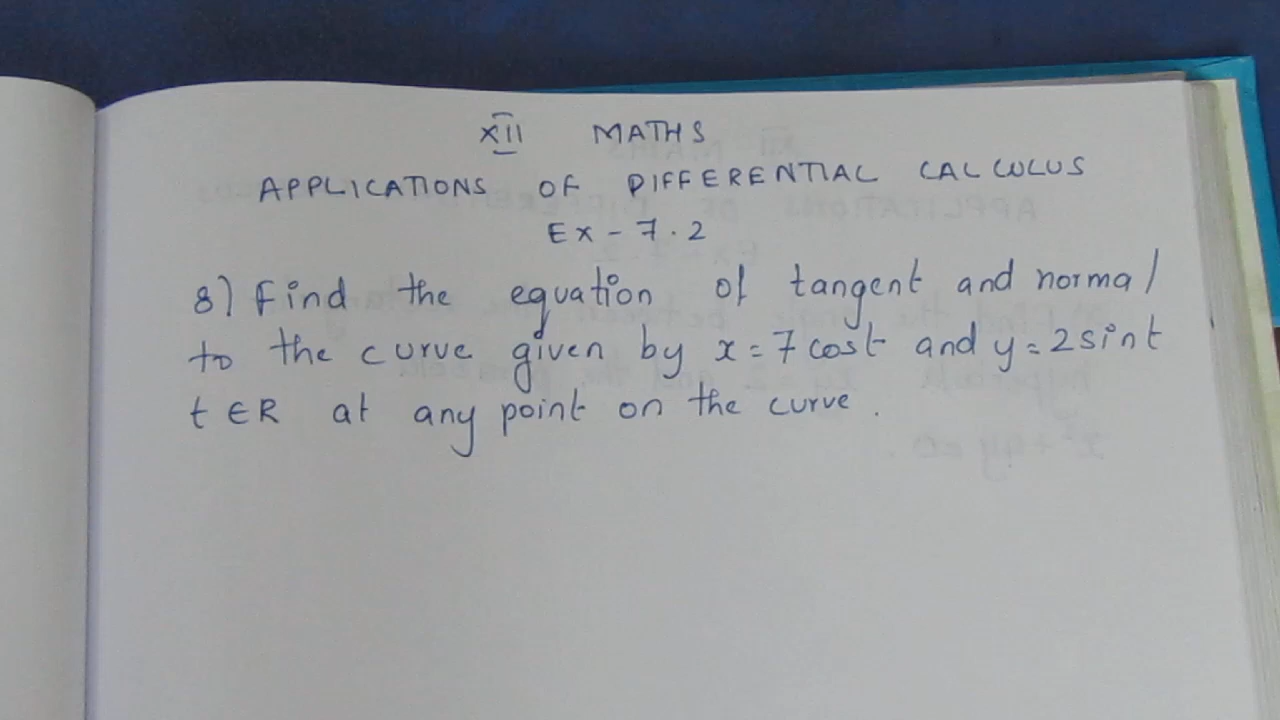 XII MATHS
APPLICATIONS OF DIFFERENTIAL CALCULUS
Ex - 7.2
8) Find the equation of tangent and normal
to the curve given by x = 7 cost and y = 2 sint
t ∈ R at any point on the curve.